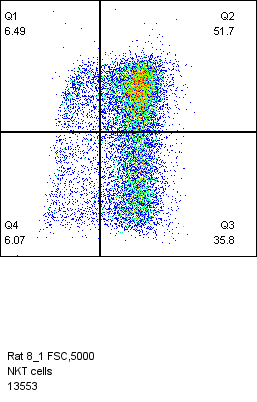 Q1
6.49
Q2
51.7
Q4
6.07
Q3
35.8
Rat 8_1 FSC,5000
NKT cells
13553